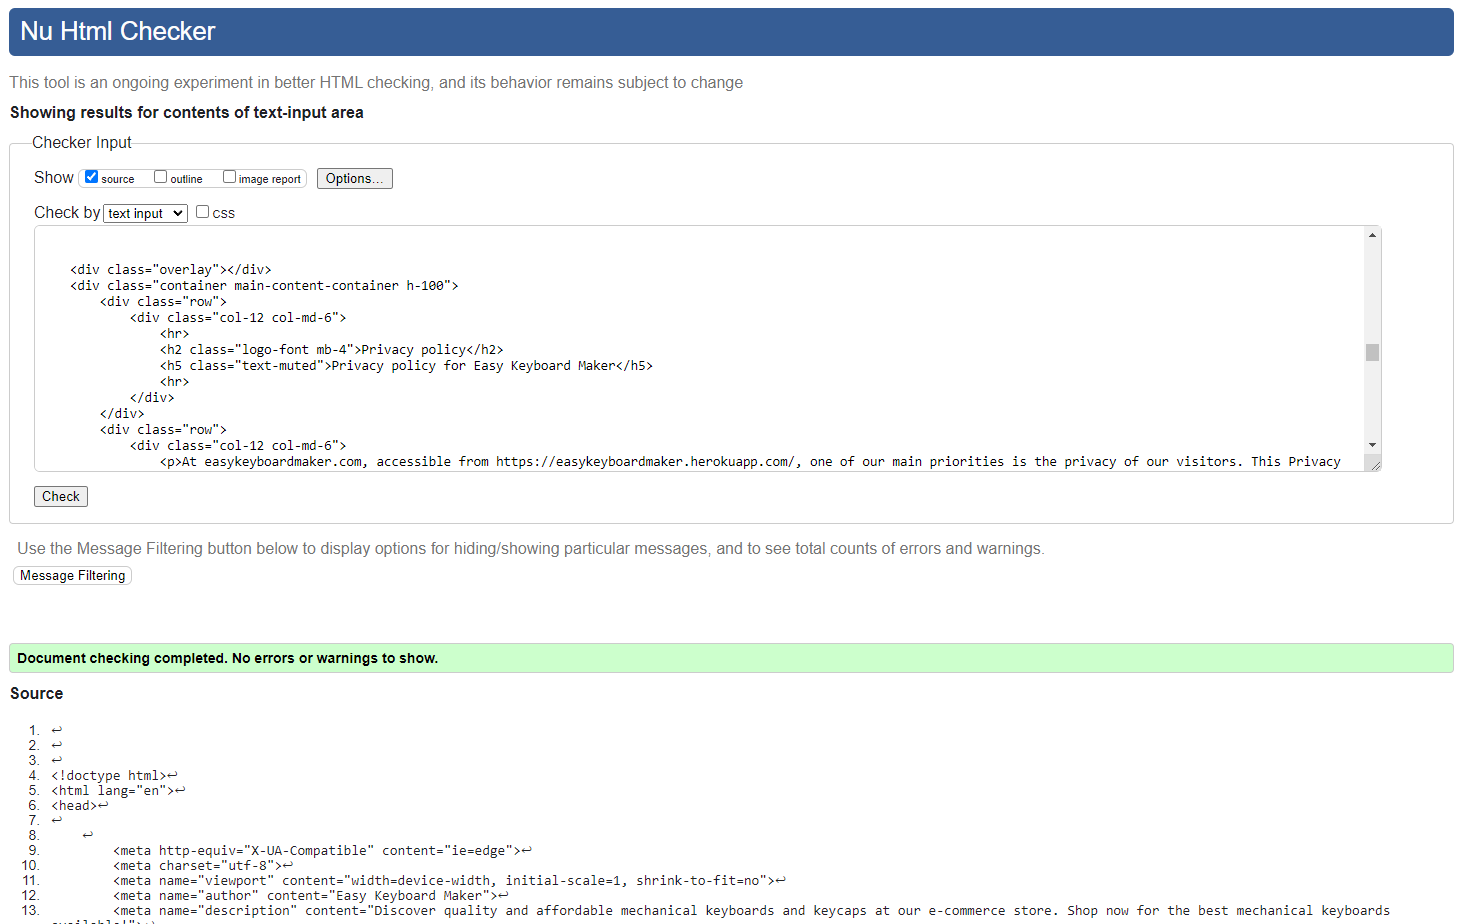 Nu Html Checker
This tool is an ongoing experiment in better HTML checking, and its behavior remains subject to change
Showing results for contents of text-input area
Checker Input
Show source outline image report Options...
Check by text input css
<div class="overlay"></div>
<div class="container main-content-container h-100">
<div class="row">
<div class="col-12 col-md-6">
<hr>
<h2 class="logo-font mb-4">Privacy policy</h2>
<h5 class="text-muted">Privacy policy for Easy Keyboard Maker</h5>
<hr>
</div>
</div>
<div class="row">
<div class="col-12 col-md-6">
<p>At easykeyboardmaker.com, accessible from https://easykeyboardmaker.herokuapp.com/, one of our main priorities is the privacy of our visitors. This Privacy
Check
Use the Message Filtering button below to display options for hiding/showing particular messages, and to see total counts of errors and warnings.
Message Filtering
Document checking completed. No errors or warnings to show.
Source
1. ↩
2. ↩
3. ↩
4. <!doctype html>↩
5. <html lang="en">↩
6. <head>↩
7. ↩
8. ↩
9. <meta http-equiv="X-UA-Compatible" content="ie=edge">↩
10. <meta charset="utf-8">↩
11. <meta name="viewport" content="width=device-width, initial-scale=1, shrink-to-fit=no">↩
12. <meta name="author" content="Easy Keyboard Maker">↩
13. <meta name="description" content="Discover quality and affordable mechanical keyboards and keycaps at our e-commerce store. Shop now for the best mechanical keyboards